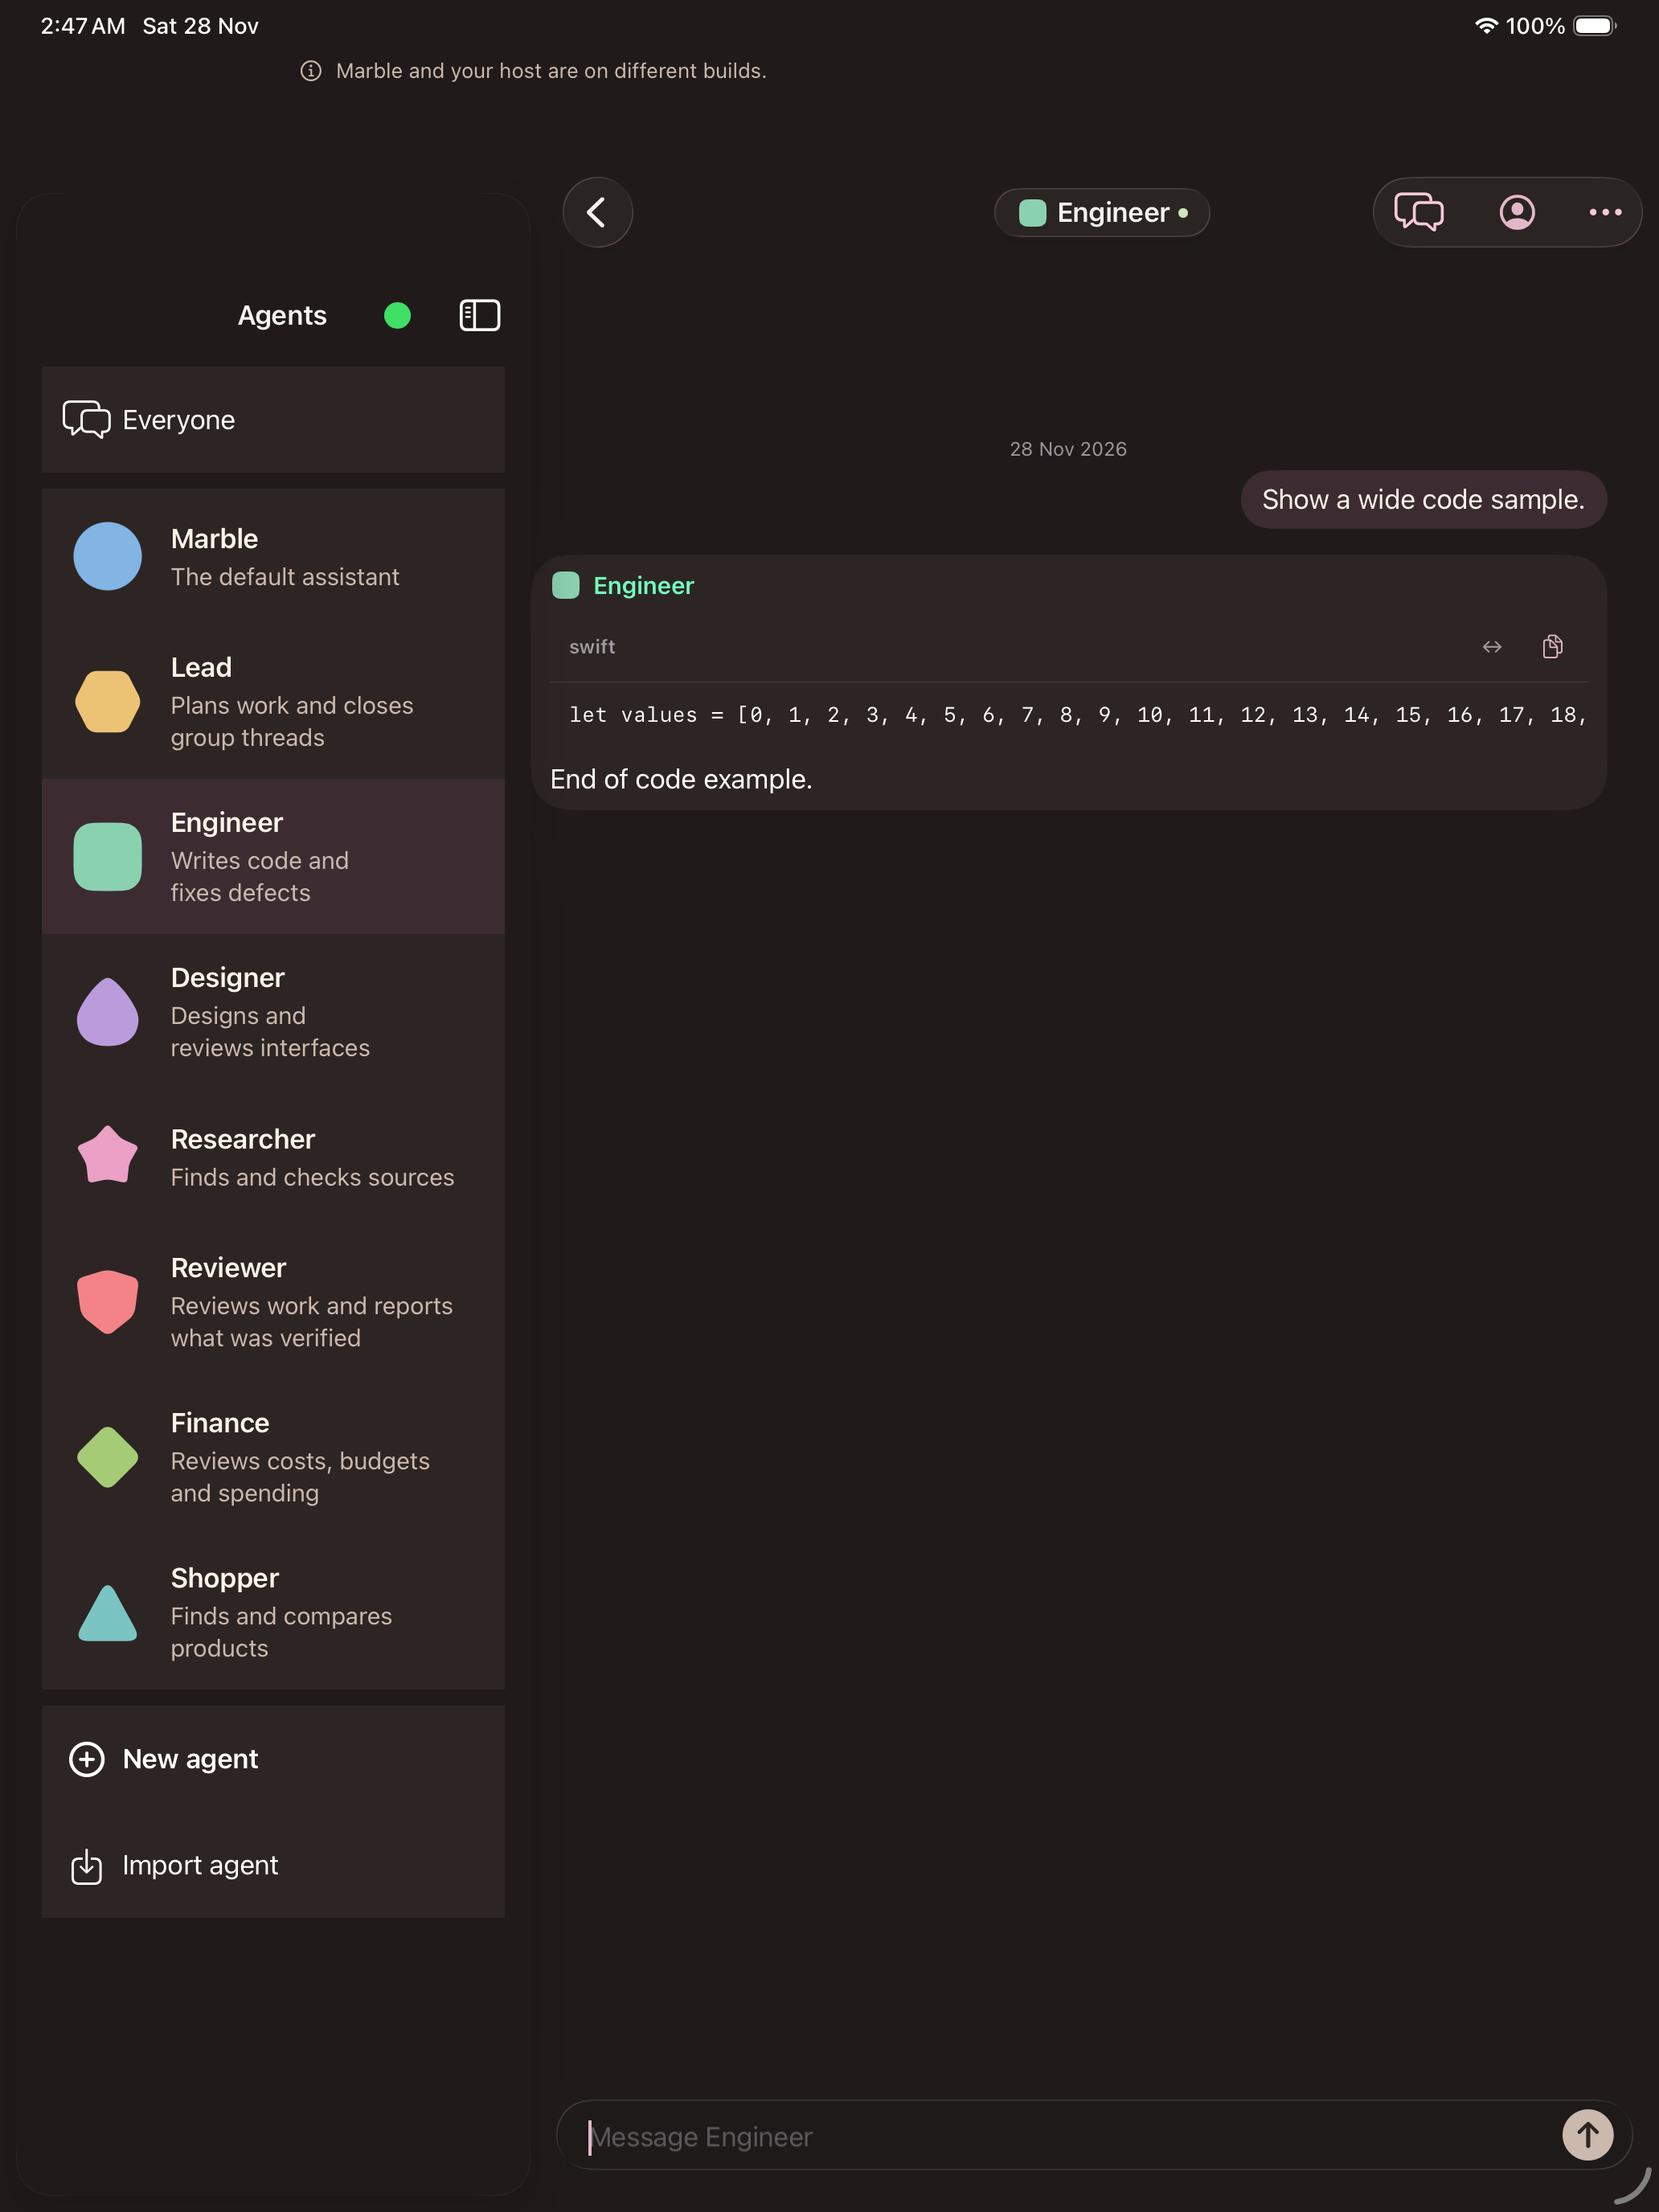 2:47 AM Sat 28 Nov
100%
Marble and your host are on different builds.
Agents
Everyone
Marble
The default assistant
Lead
Plans work and closes
group threads
Engineer
Writes code and
fixes defects
Designer
Designs and
reviews interfaces
Researcher
Finds and checks sources
Reviewer
Reviews work and reports
what was verified
Finance
Reviews costs, budgets
and spending
Shopper
Finds and compares
products
New agent
Import agent
Engineer
28 Nov 2026
Show a wide code sample.
Engineer
swift
let values = [0, 1, 2, 3, 4, 5, 6, 7, 8, 9, 10, 11, 12, 13, 14, 15, 16, 17, 18,
End of code example.
Message Engineer